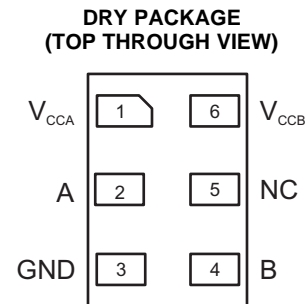 DRY PACKAGE
(TOP THROUGH VIEW)
VCCA 1 6 VCCB
A 2 5 NC
GND 3 4 B